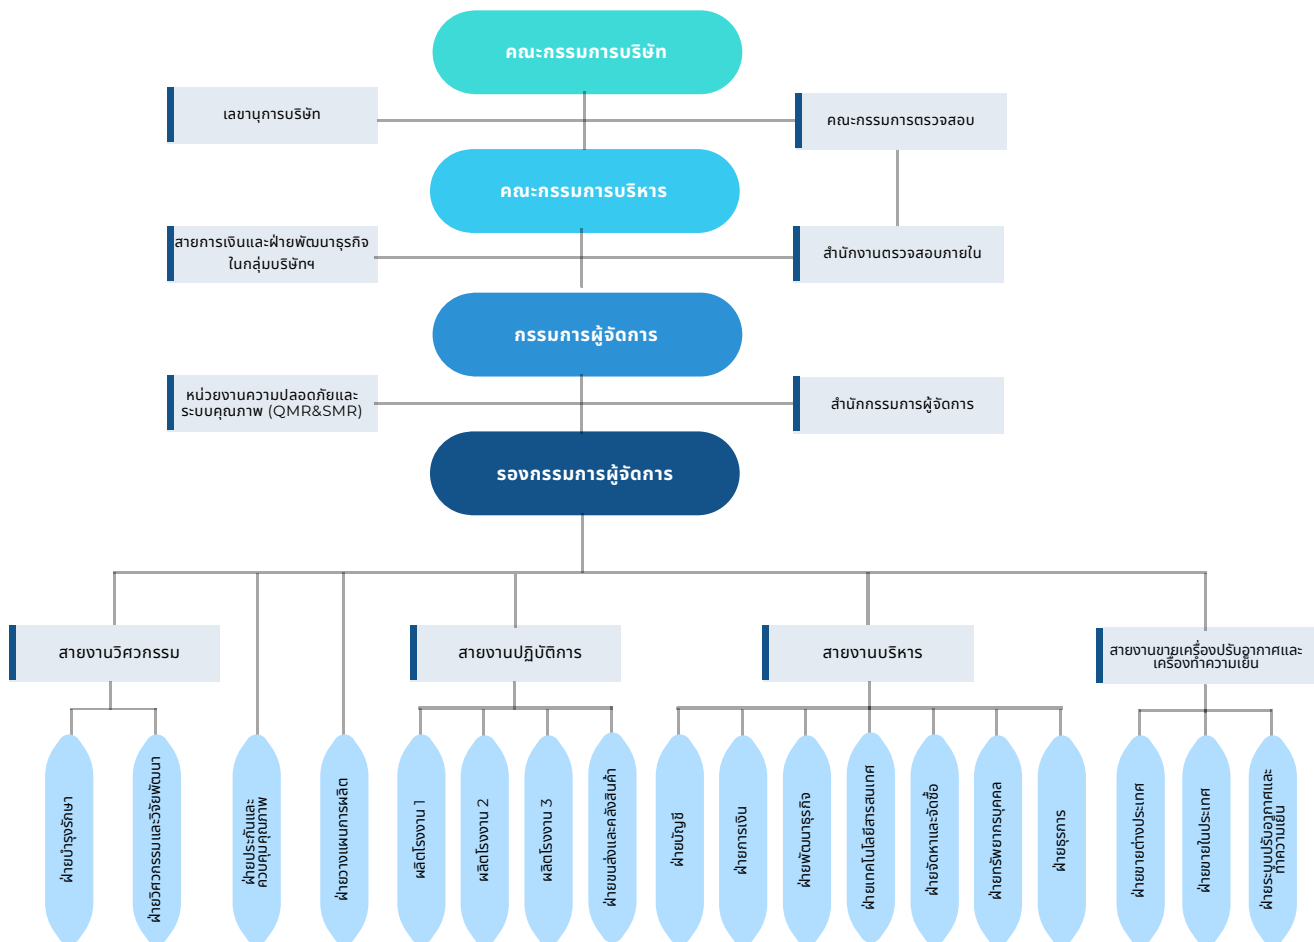 คณะกรรมการบริษัท
เลขานุการบริษัท
คณะกรรมการตรวจสอบ
คณะกรรมการบริหาร
สายการเงินและฝ่ายพัฒนาธุรกิจ
ในกลุ่มบริษัทฯ
สำนักงานตรวจสอบภายใน
กรรมการผู้จัดการ
หน่วยงานความปลอดภัยและ
ระบบคุณภาพ (QMR&SMR)
สำนักกรรมการผู้จัดการ
รองกรรมการผู้จัดการ
สายงานวิศวกรรม
สายงานปฏิบัติการ
สายงานบริหาร
สายงานขายเครื่องปรับอากาศและ
เครื่องทำความเย็น
ฝ่ายบำรุงรักษา
ฝ่ายวิศวกรรมและวิจัยพัฒนา
ฝ่ายประกันและ
ควบคุมคุณภาพ
ฝ่ายวางแผนการผลิต
ผลิตโรงงาน 1
ผลิตโรงงาน 2
ผลิตโรงงาน 3
ฝ่ายขนส่งและคลังสินค้า
ฝ่ายบัญชี
ฝ่ายการเงิน
ฝ่ายพัฒนาธุรกิจ
ฝ่ายเทคโนโลยีสารสนเทศ
ฝ่ายจัดหาและจัดซื้อ
ฝ่ายทรัพยากรบุคคล
ฝ่ายธุรการ
ฝ่ายขายต่างประเทศ
ฝ่ายขายในประเทศ
ฝ่ายระบบปรับอากาศและ
ทำความเย็น